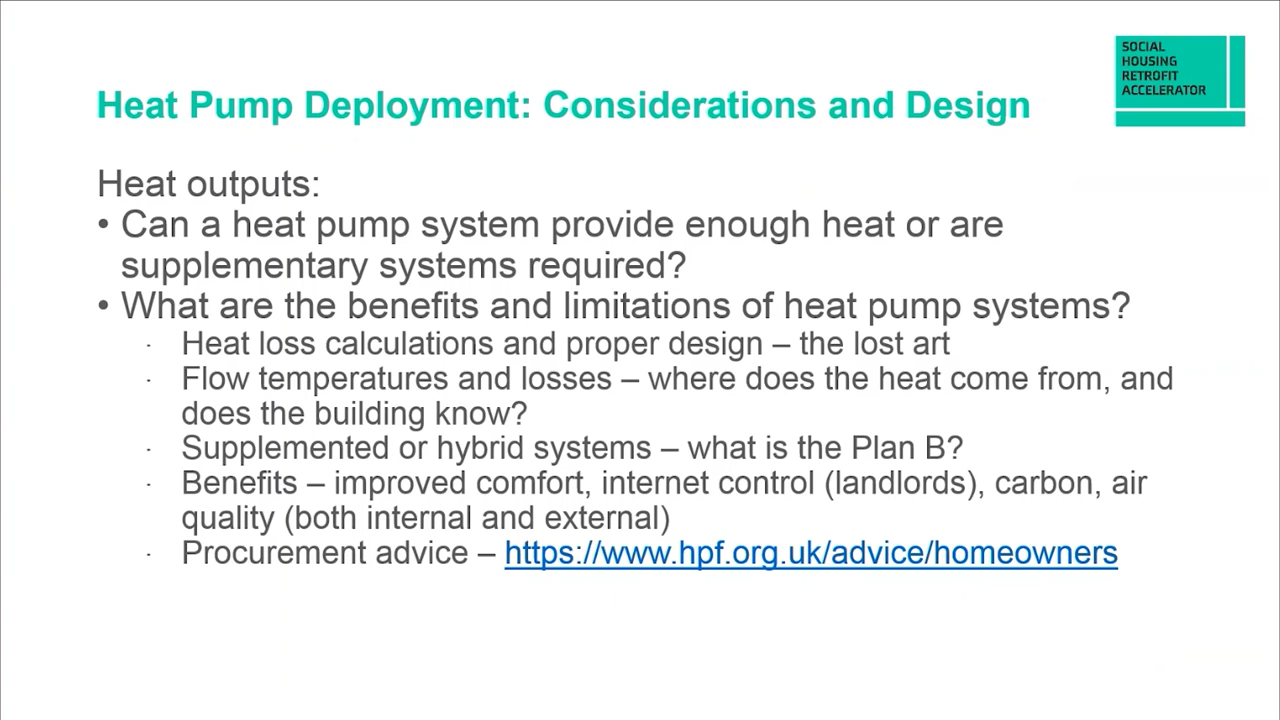 SOCIAL
HOUSING
RETROFIT
ACCELERATOR
Heat Pump Deployment: Considerations and Design
Heat outputs:
• Can a heat pump system provide enough heat or are
supplementary systems required?
• What are the benefits and limitations of heat pump systems?
· Heat loss calculations and proper design – the lost art
· Flow temperatures and losses – where does the heat come from, and
does the building know?
· Supplemented or hybrid systems – what is the Plan B?
· Benefits – improved comfort, internet control (landlords), carbon, air
quality (both internal and external)
· Procurement advice – https://www.hpf.org.uk/advice/homeowners